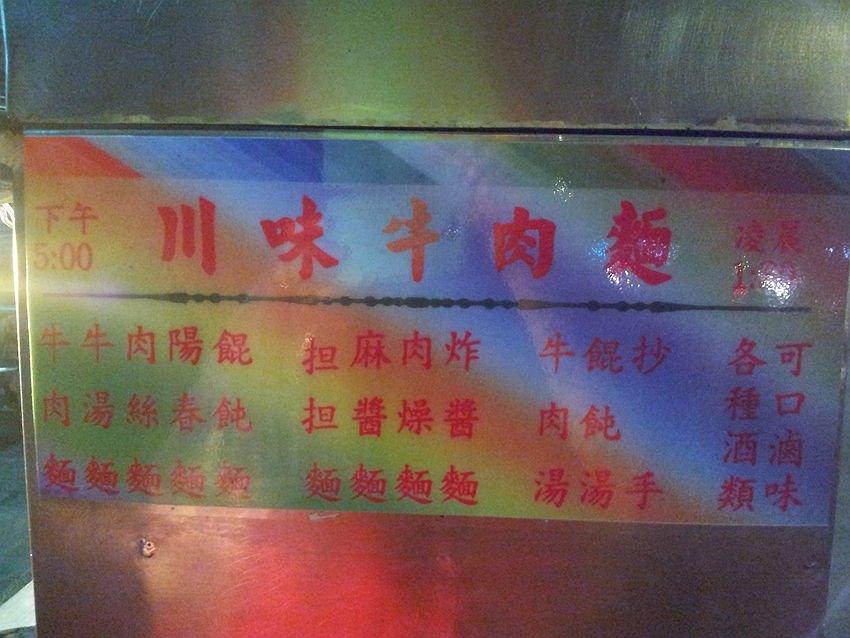 下午
5:00
川味牛肉麵
凌晨
牛肉麵
牛湯麵
肉絲麵
陽春麵
餛飩麵
担担麵
麻醬麵
肉燥麵
炸醬麵
牛肉湯
餛飩湯
抄手
各種酒類
可口滷味